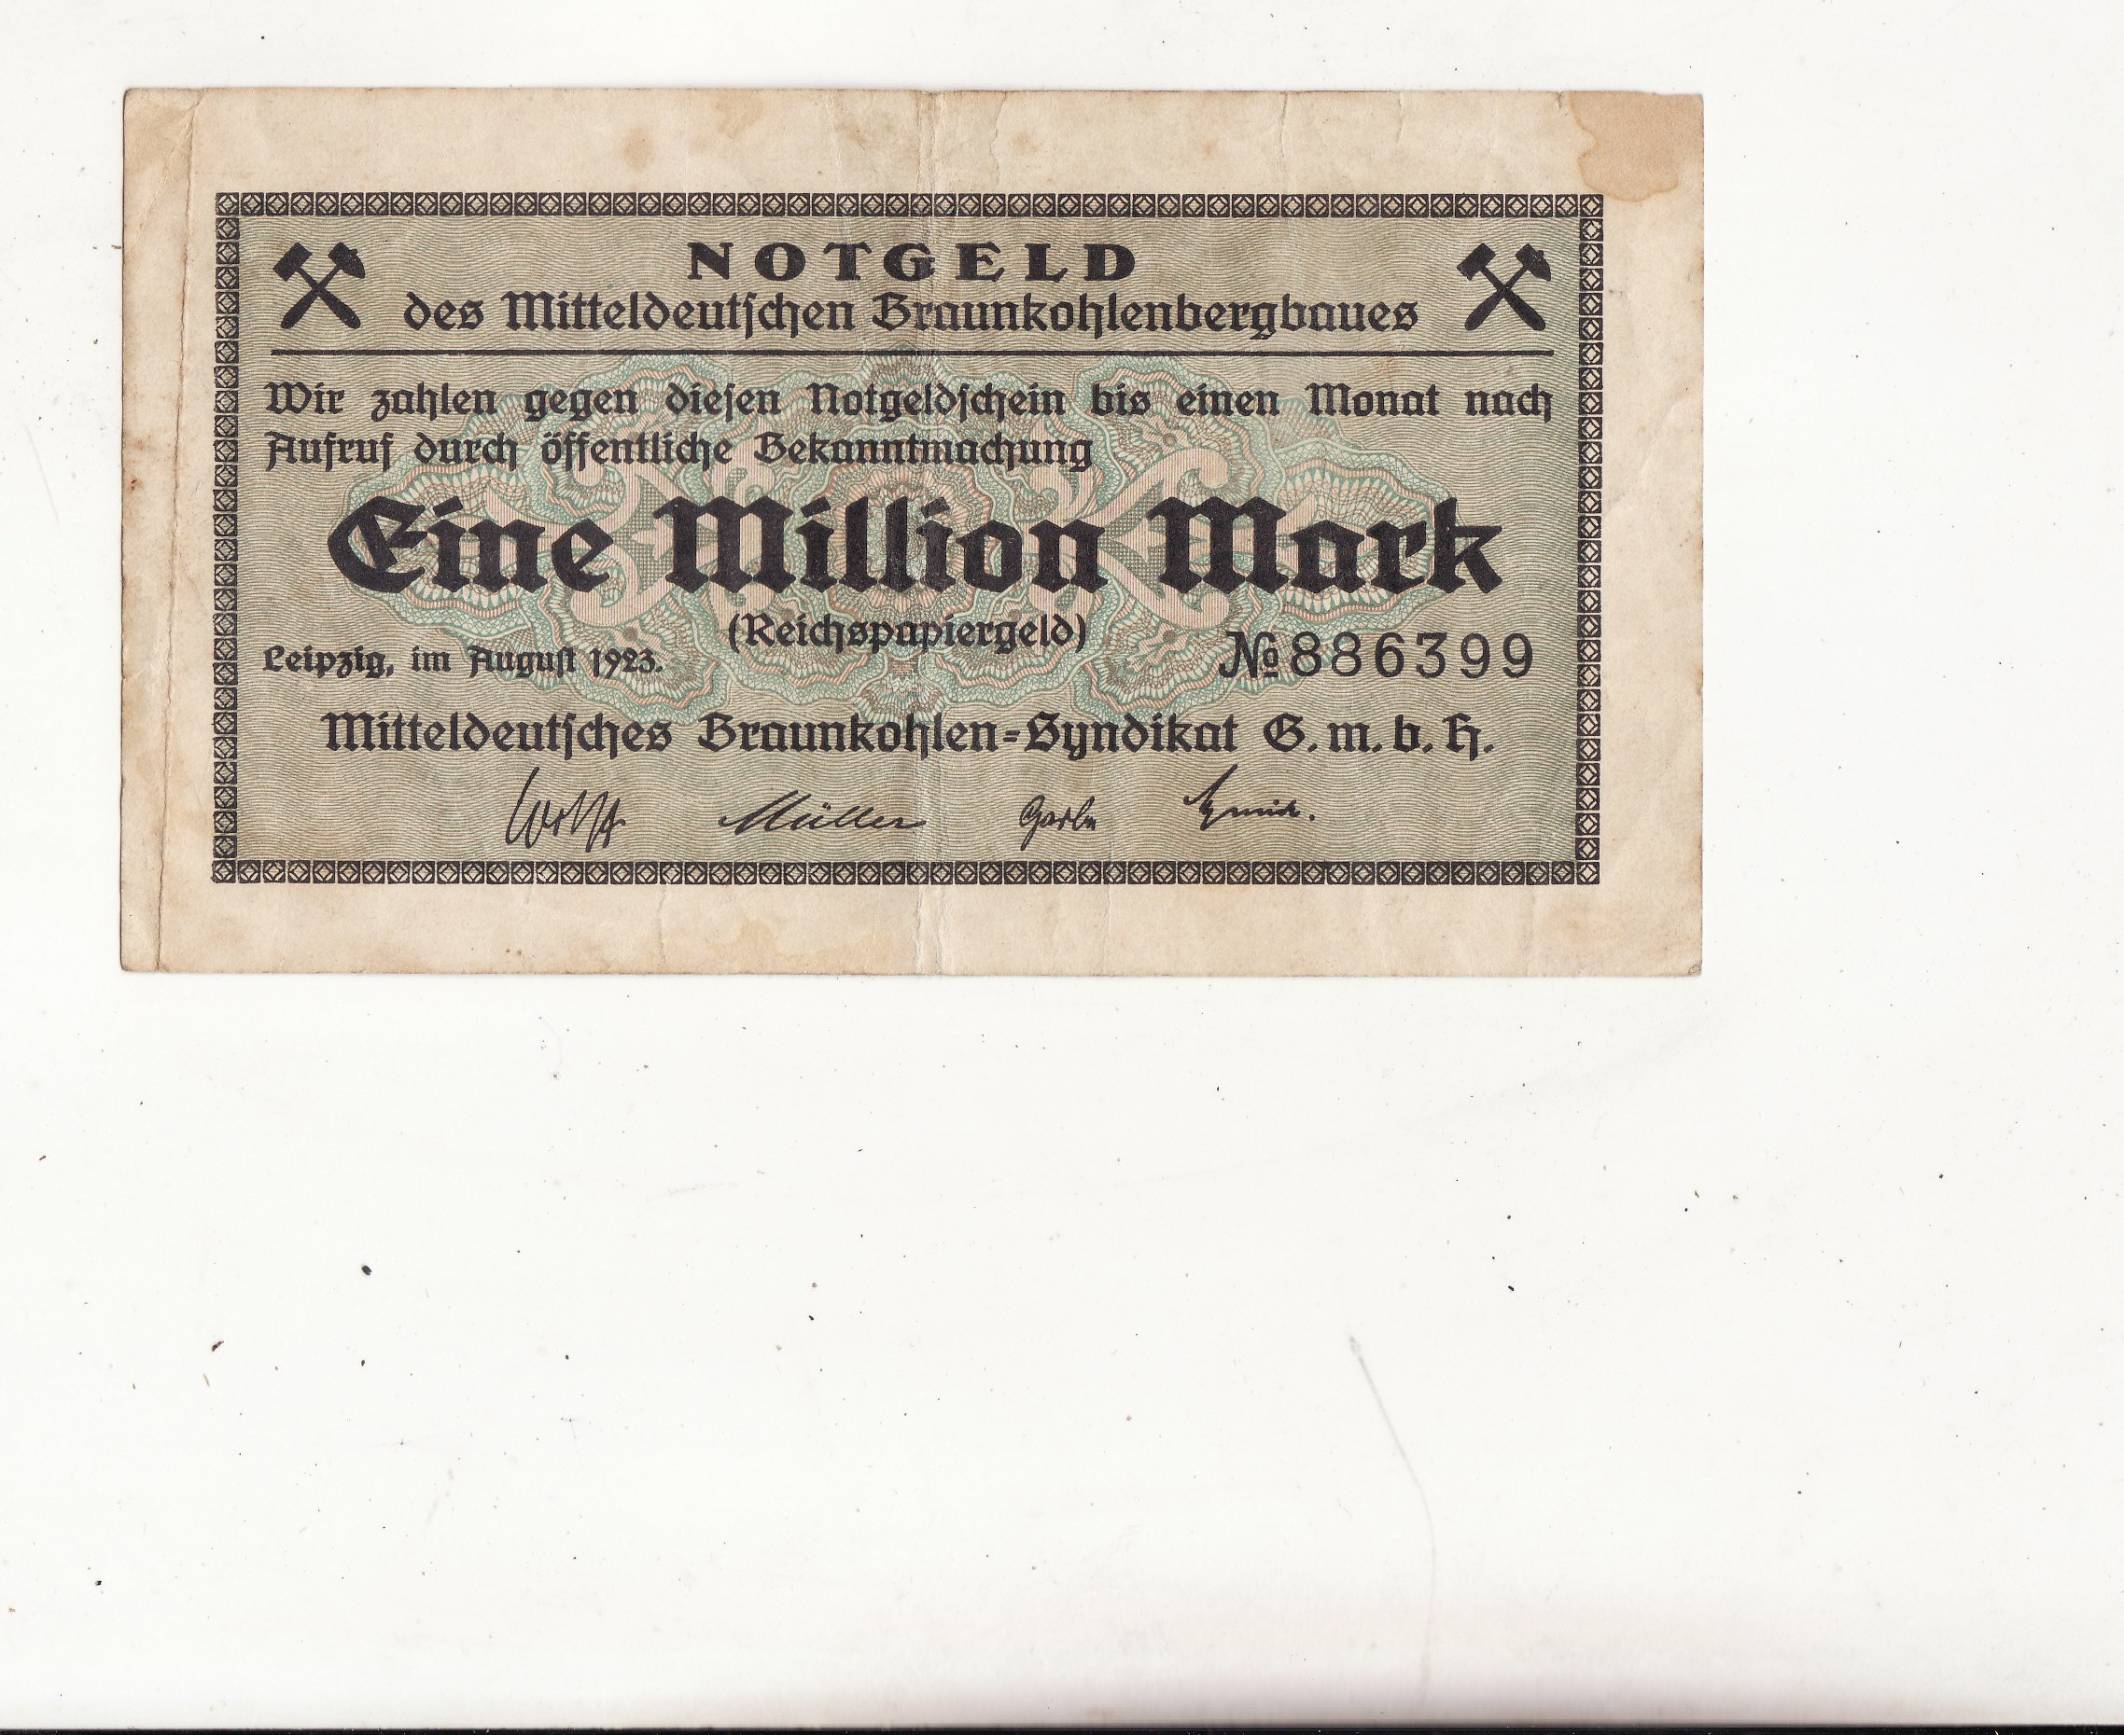 NOTGELD
des Mitteldeutschen Braunkohlenbergbaues
Wir zahlen gegen diesen Notgeldschein bis einen Monat nach
Aufruf durch öffentliche Bekanntmachung
Eine Million Mark
(Reichspapiergeld)
Leipzig, im August 1923. № 886399
Mitteldeutsches Braunkohlen=Syndikat G. m. b. H.
Wolff Müller